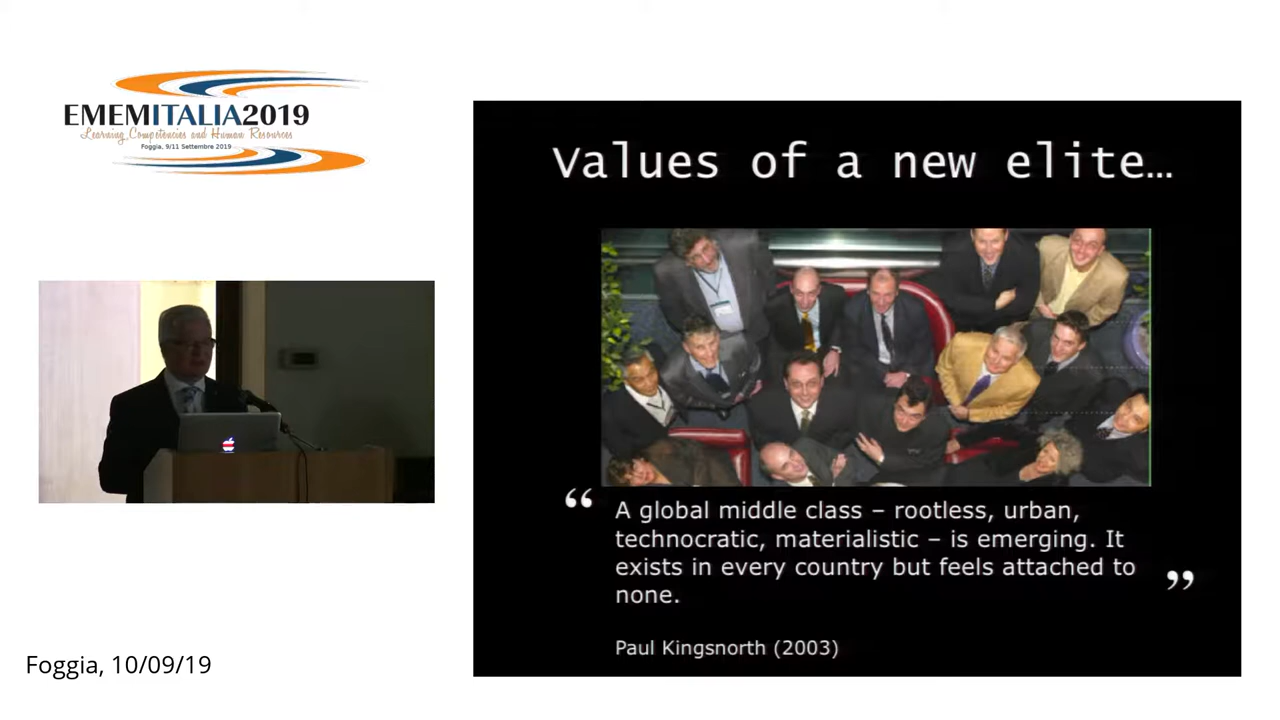 EMEMITALIA2019
Learning, Competencies and Human Resources
Foggia, 9/11 Settembre 2019
Values of a new elite…
“ A global middle class – rootless, urban,
technocratic, materialistic – is emerging. It
exists in every country but feels attached to
none. ”
Paul Kingsnorth (2003)
Foggia, 10/09/19